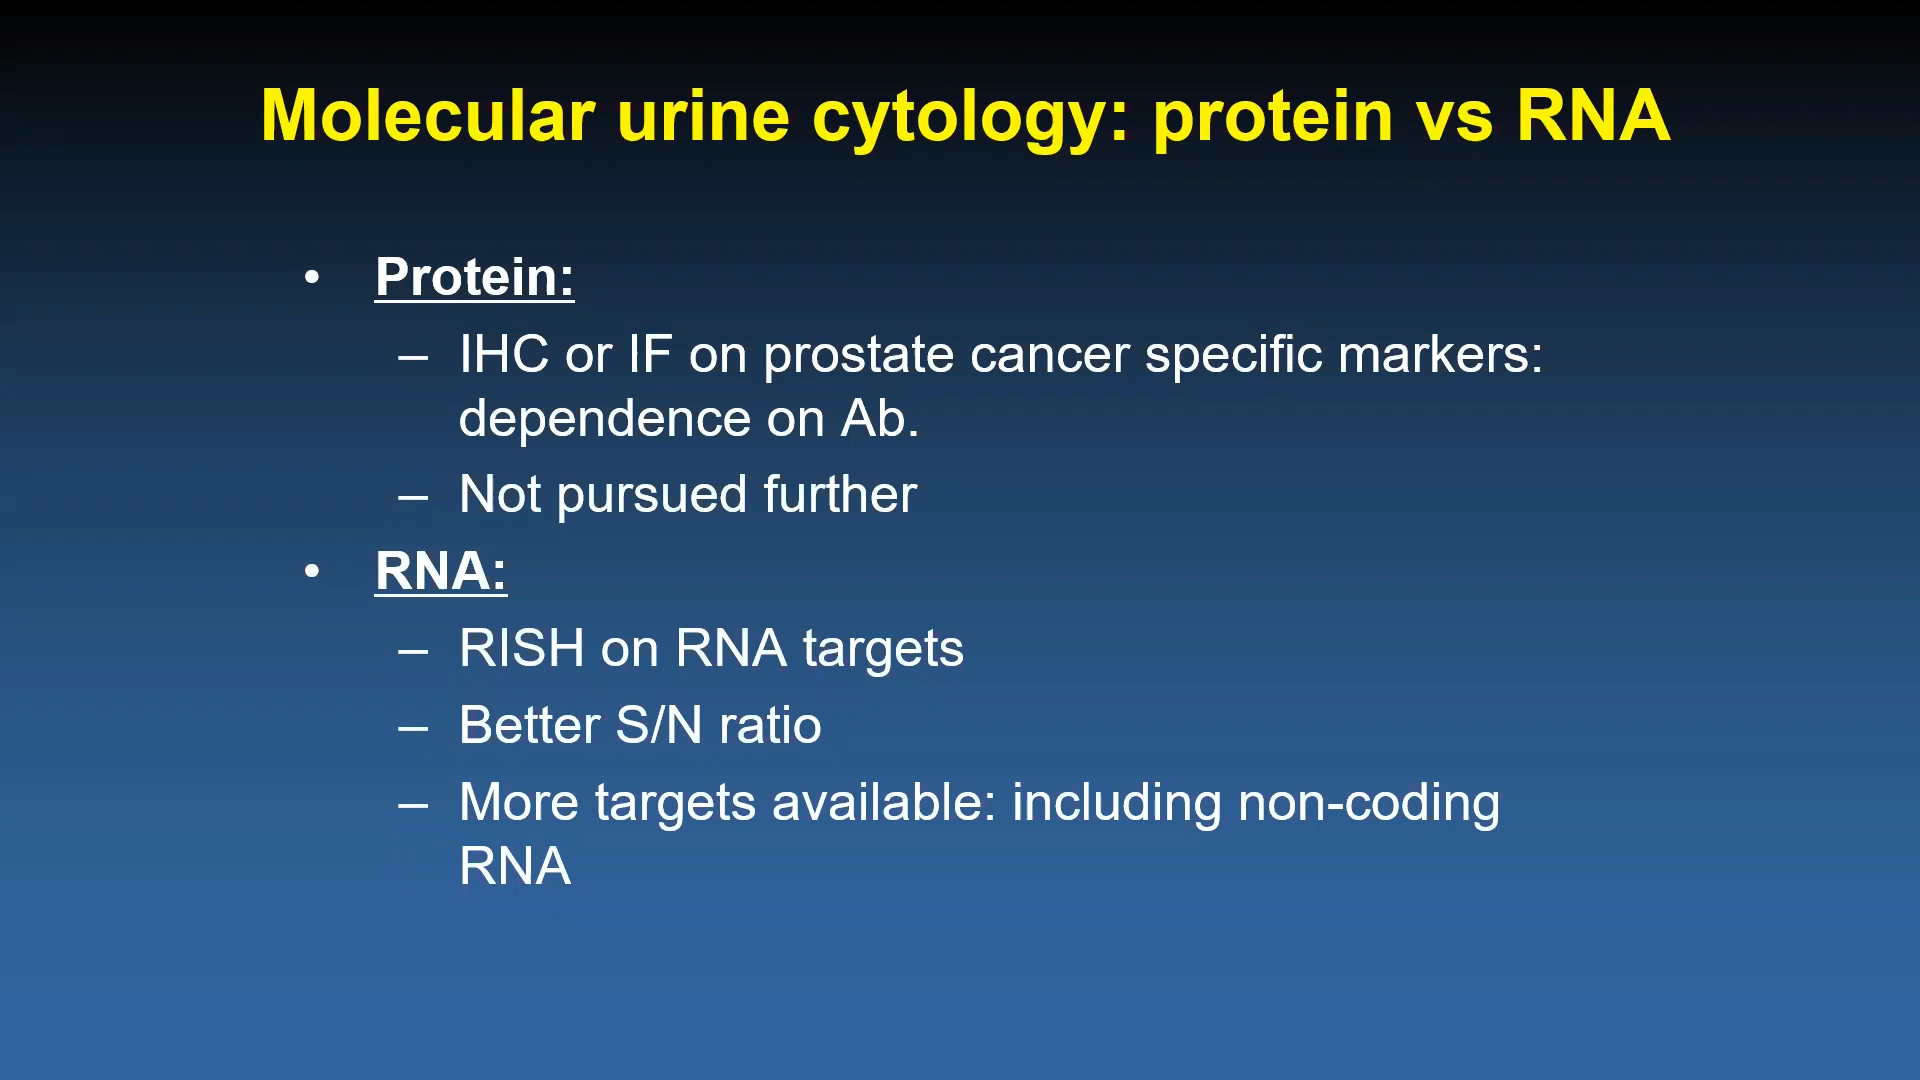 Molecular urine cytology: protein vs RNA
• Protein:
– IHC or IF on prostate cancer specific markers:
dependence on Ab.
– Not pursued further
• RNA:
– RISH on RNA targets
– Better S/N ratio
– More targets available: including non-coding
RNA